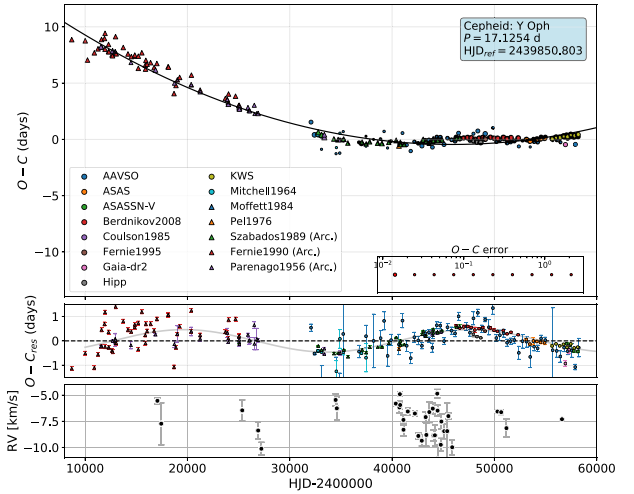 Cepheid: Y Oph
P = 17.1254 d
HJD_ref = 2439850.803
O − C (days)
10
5
0
−5
−10
AAVSO
ASAS
ASASSN-V
Berdnikov2008
Coulson1985
Fernie1995
Gaia-dr2
Hipp
KWS
Mitchell1964
Moffett1984
Pel1976
Szabados1989 (Arc.)
Fernie1990 (Arc.)
Parenago1956 (Arc.)
O − C error
10⁻² 10⁻¹ 10⁰
O − C_res (days)
1
0
−1
RV [km/s]
−5.0
−7.5
−10.0
10000 20000 30000 40000 50000 60000
HJD-2400000